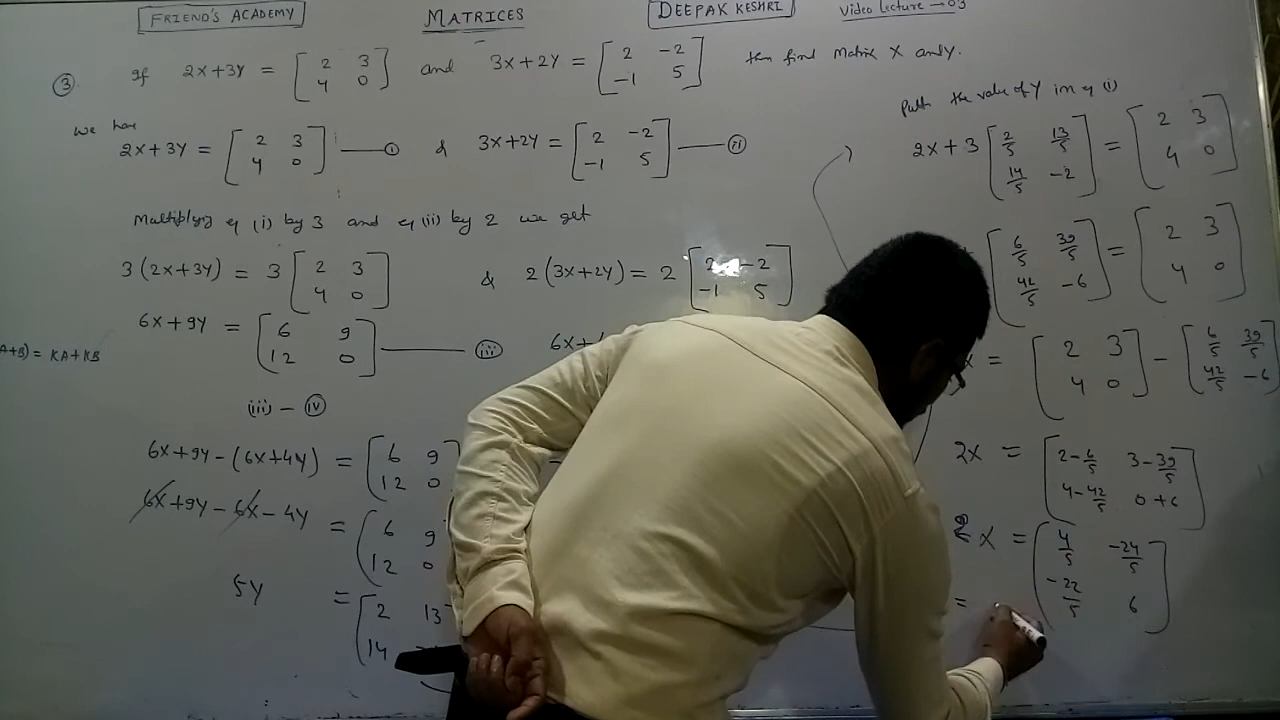 FRIEND'S ACADEMY MATRICES DEEPAK KESHRI Video Lecture → 03
③ If 2X+3Y = [2 3; 4 0] and 3X+2Y = [2 -2; -1 5] then find Matrix X and Y.
We have
2X+3Y = [2 3; 4 0] —— ⓘ & 3X+2Y = [2 -2; -1 5] —— ⓘⓘ
Multiplying eq (i) by 3 and eq (ii) by 2 we get
3(2X+3Y) = 3 [2 3; 4 0] & 2(3X+2Y) = 2 [2 -2; -1 5]
6X+9Y = [6 9; 12 0] —— (iii) 6X+
A+B) = KA+KB
(iii) - (iv)
6X+9Y-(6X+4Y) = [6 9; 12 0
6X+9Y-6X-4Y = [6 9; 12 0
5Y = [2 13; 14
Put the value of Y in eq (i)
2X+3 [2/5 13/5; 14/5 -2] = [2 3; 4 0]
[6/5 39/5; 42/5 -6] = [2 3; 4 0]
X = [2 3; 4 0] - [6/5 39/5; 42/5 -6]
2X = [2-6/5 3-39/5; 4-42/5 0+6]
2X = [4/5 -24/5; -22/5 6]
=